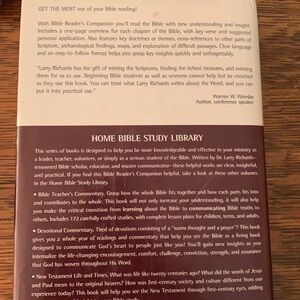 GET THE MOST out of your Bible reading!
With Bible Reader's Companion you'll read the Bible with new understanding and insight.
Includes a one-page overview for each chapter of the Bible, with key verse and suggested
personal application. Also features key doctrines or themes, cross-references to other parts of
Scripture, archaeological findings, maps, and explanation of difficult passages. Clear language
and an easy-to-follow format helps you grasp key insights quickly and simply.
"Larry Richards has the gift of mining the Scriptures, finding the richest treasures, and minting
them for us to use. Beginning Bible students as well as veterans cannot help but be enriched as
they use this book. You can trust what Larry Richards writes about the Word, and you can
put it into practical use."
Warren W. Wiersbe
Author, conference speaker
HOME BIBLE STUDY LIBRARY
This series of books is designed to help you be more knowledgeable and effective in your ministry as
a leader, teacher, volunteer, or simply as a serious student of the Bible. Written by Dr. Larry Richards—
renowned Bible scholar, educator, and master communicator—these helpful works are clear, insightful,
and practical. If you find this Bible Reader's Companion helpful, take a look at these other volumes
in the Home Bible Study Library.
• Bible Teacher's Commentary. Grasp how the whole Bible fits together and how each part fits into
and contributes to the whole. This book will not only increase your understanding, it will also help
you make the critical transition from learning about the Bible to communicating Bible truths to
others. Includes 172 carefully crafted studies, with complete lesson plans for children, teens, and adults.
• Devotional Commentary. Tired of devotions consisting of a "warm thought and a prayer"? This book
gives you a whole year of readings and commentary that help you see the Bible as a living book
designed to communicate God's heart to people just like you! You'll gain new insights as you
internalize the life-changing encouragement, comfort, challenge, conviction, strength, and assurance
that God has woven throughout His Word.
• New Testament Life and Times. What was life like twenty centuries ago? What did the words of Jesus
and Paul mean to the original hearers? How was first-century society and culture different from our
experience today? This book will help you see the New Testament through first-century eyes, adding